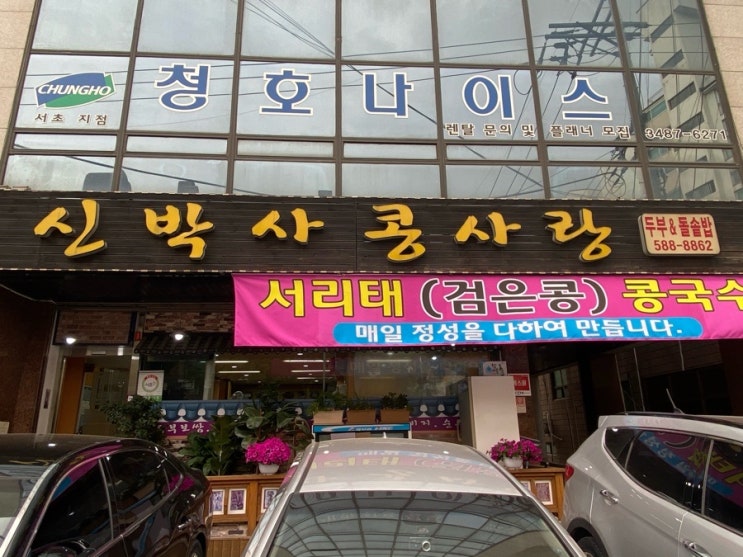 CHUNGHO
서초 지점
청호나이스
렌탈 문의 및 플래너 모집 3487-6271
신박사콩사랑
두부&돌솥밥
588-8862
서리태 (검은콩) 콩국수
매일 정성을 다하여 만듭니다.